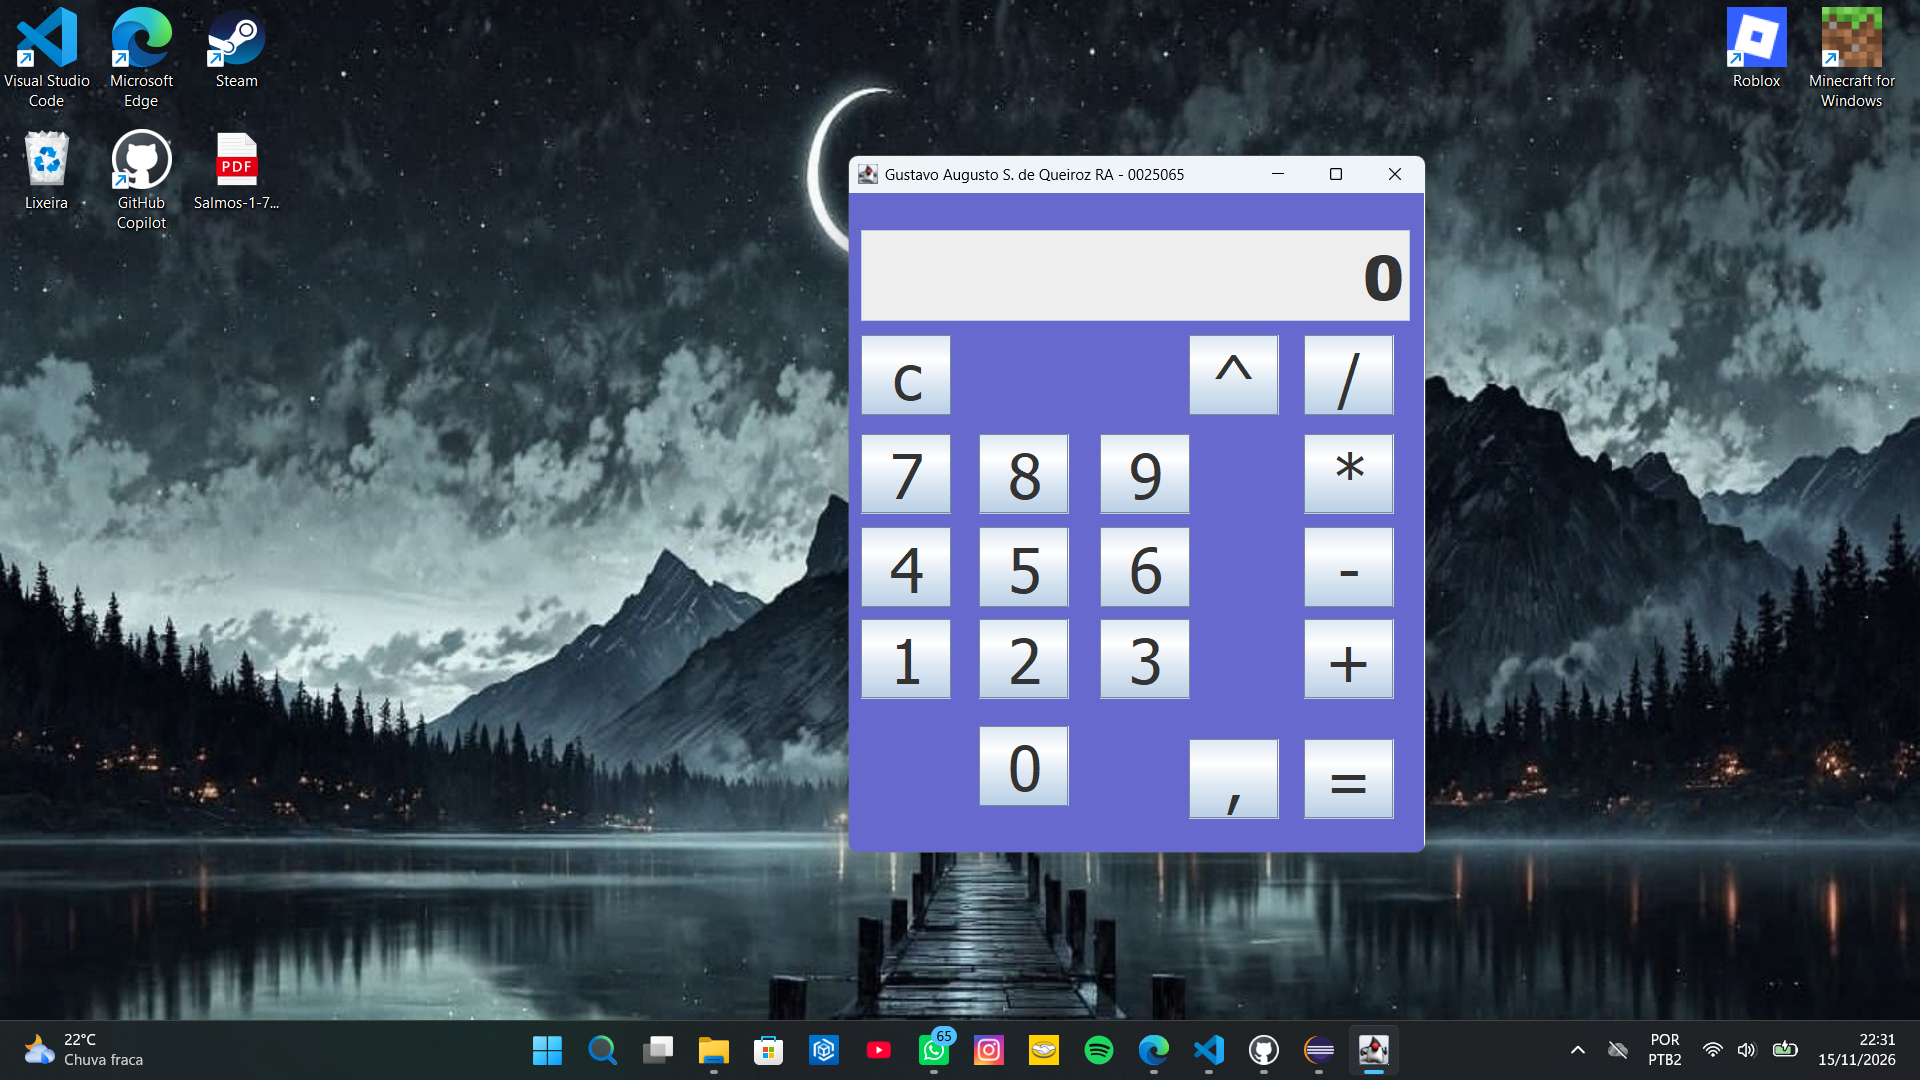 Visual Studio
Code
Microsoft
Edge
Steam
Roblox
Minecraft for
Windows
Lixeira
GitHub
Copilot
PDF
Salmos-1-7...
Gustavo Augusto S. de Queiroz RA - 0025065
0
c
^
/
7
8
9
*
4
5
6
-
1
2
3
+
0
,
=
22°C
Chuva fraca
65
POR
PTB2
22:31
15/11/2026